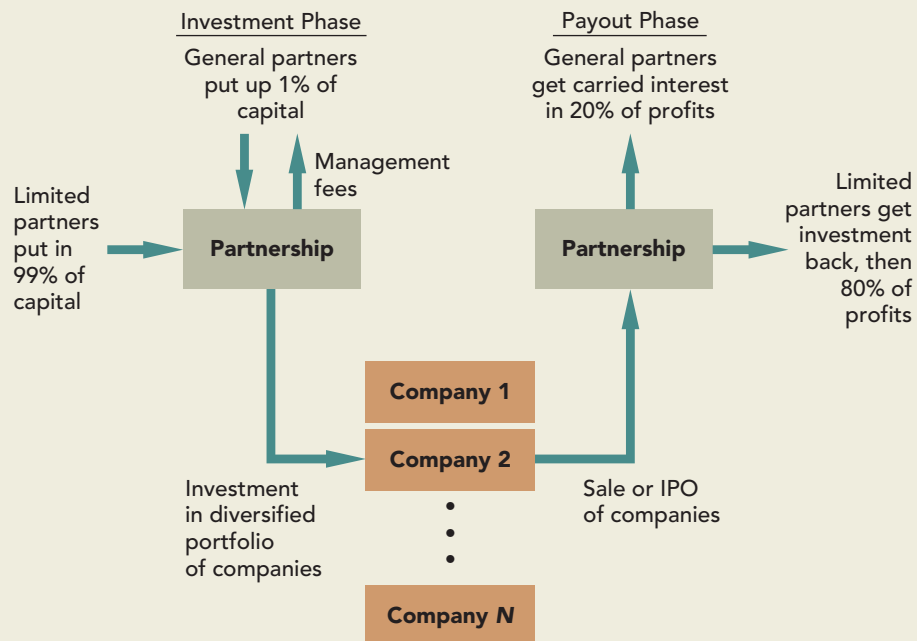 Investment Phase
General partners
put up 1% of
capital
Management
fees
Limited
partners
put in
99% of
capital
Partnership
Investment
in diversified
portfolio
of companies
Company 1
Company 2
Company N
Sale or IPO
of companies
Payout Phase
General partners
get carried interest
in 20% of profits
Partnership
Limited
partners get
investment
back, then
80% of
profits